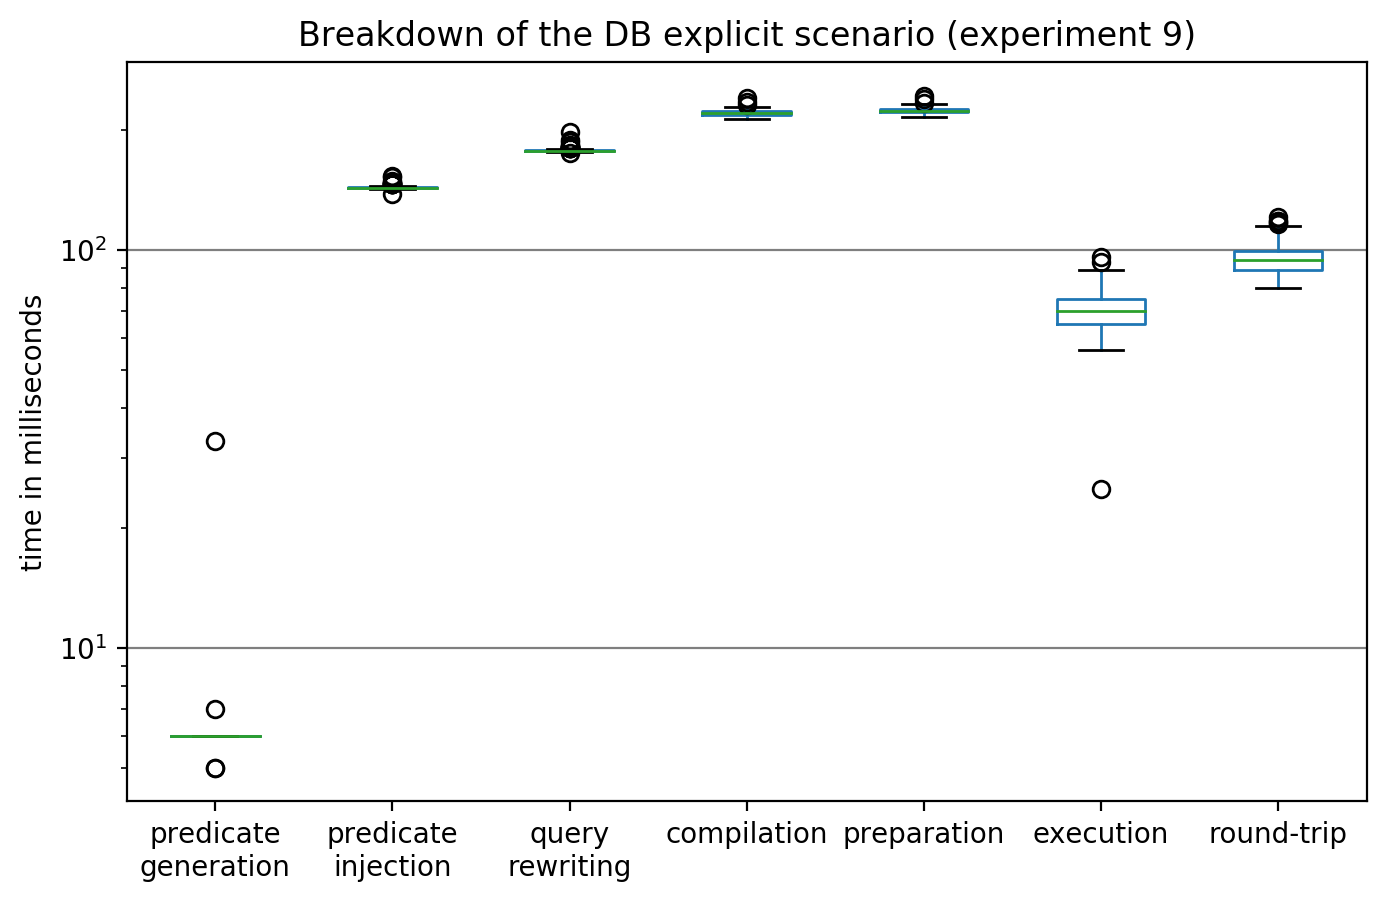 Breakdown of the DB explicit scenario (experiment 9)
time in milliseconds
10²
10¹
predicate generation
predicate injection
query rewriting
compilation
preparation
execution
round-trip